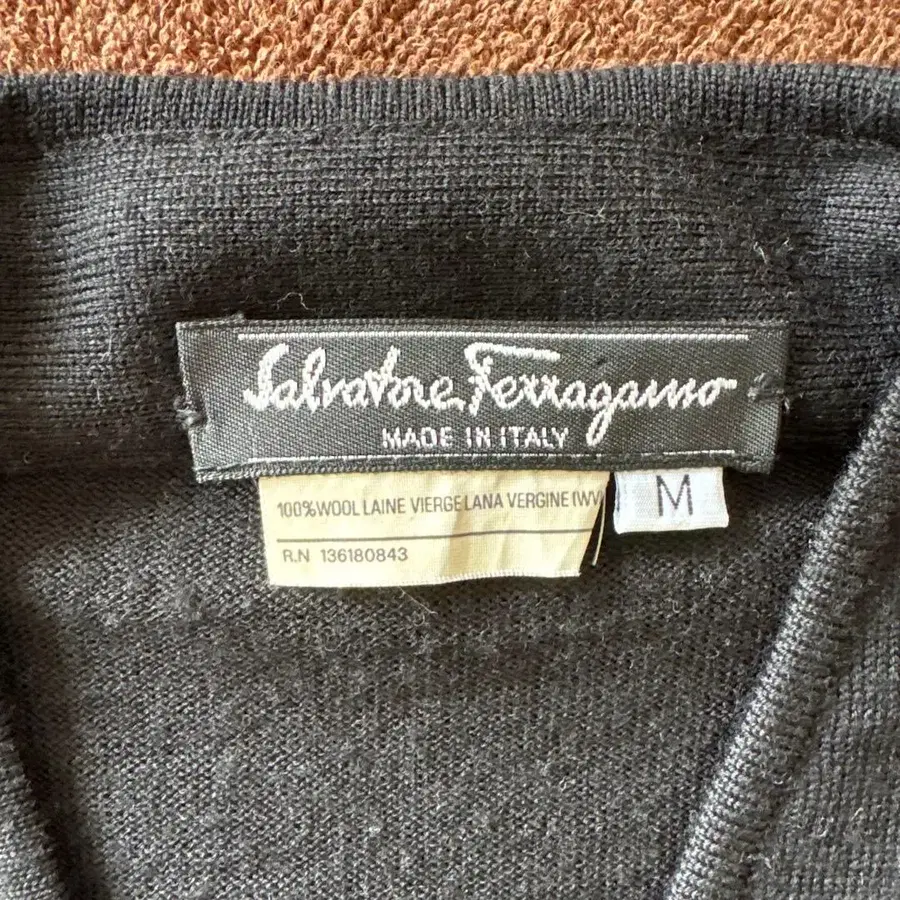 Salvatore Ferragamo
MADE IN ITALY
100%WOOL LAINE VIERGE LANA VERGINE (WV)
M
R.N 136180843